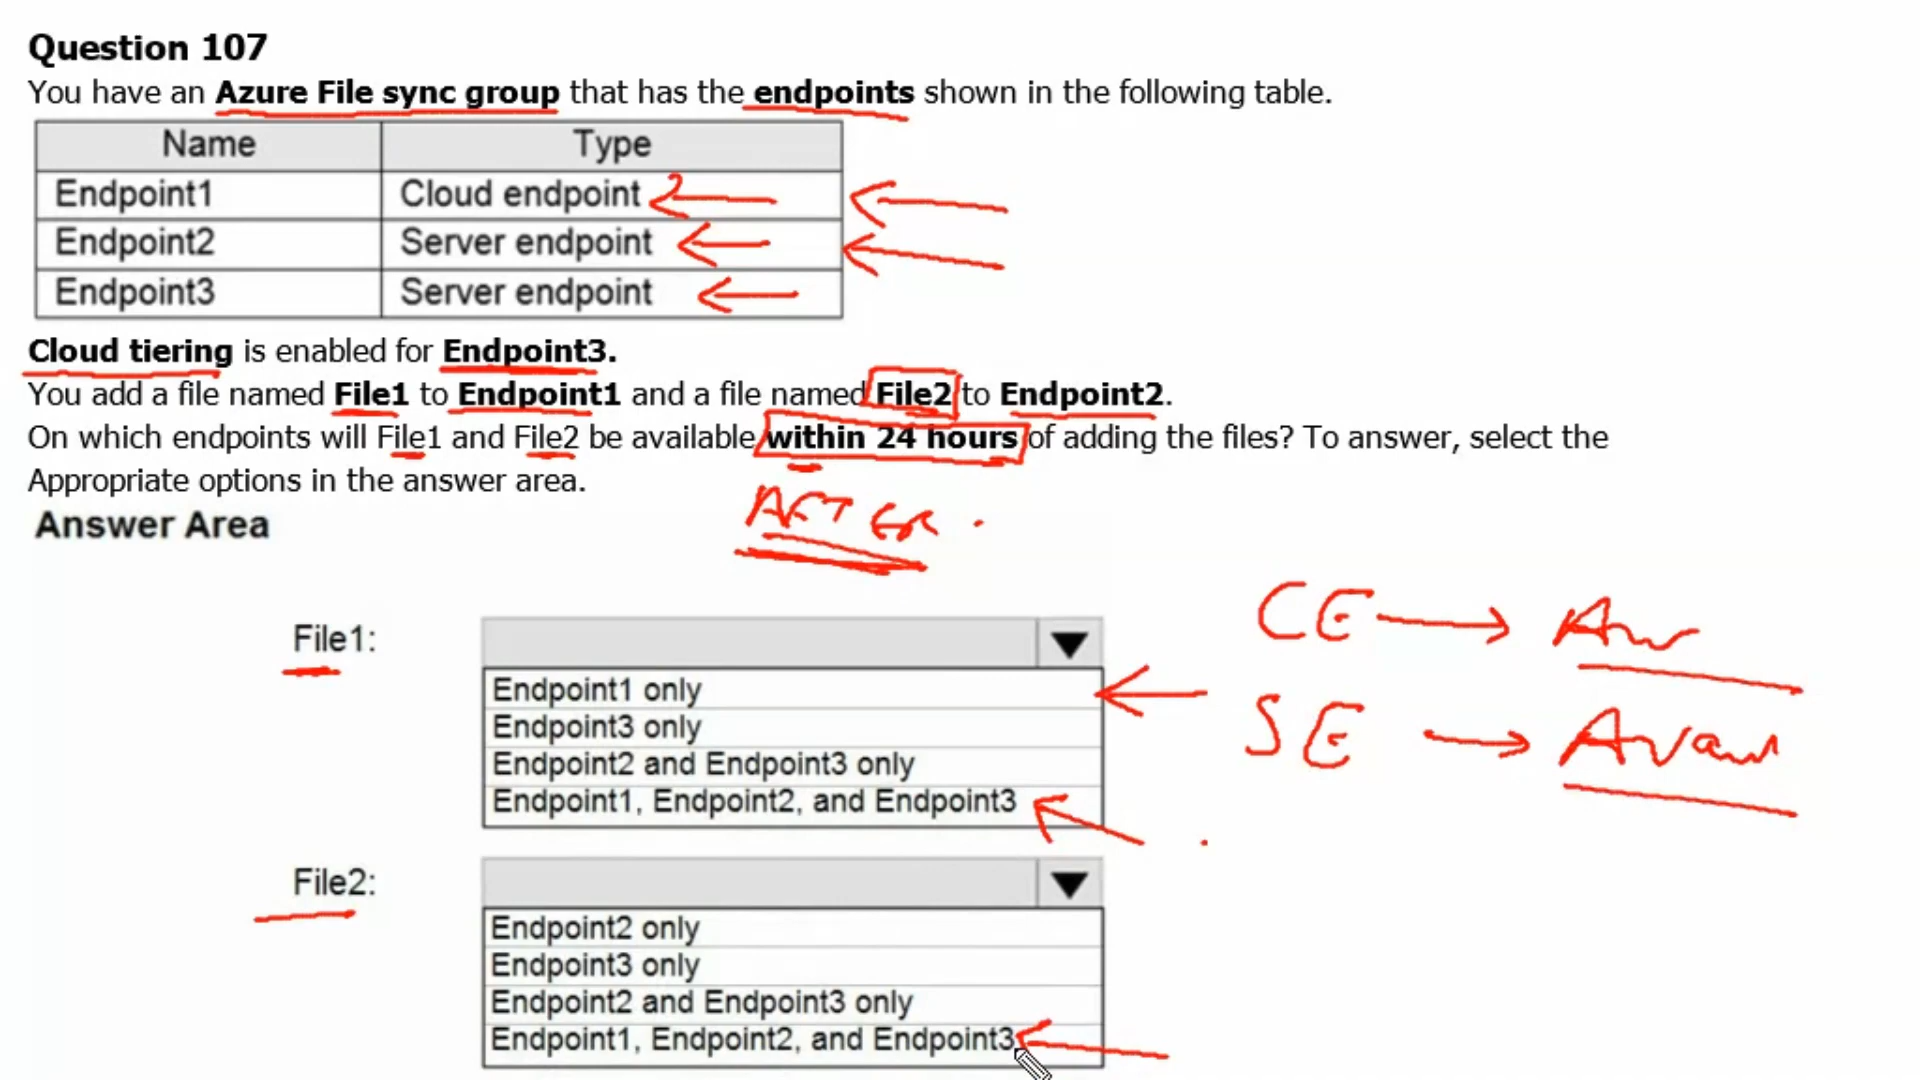 Question 107
You have an Azure File sync group that has the endpoints shown in the following table.
Name Type
Endpoint1 Cloud endpoint
Endpoint2 Server endpoint
Endpoint3 Server endpoint
Cloud tiering is enabled for Endpoint3.
You add a file named File1 to Endpoint1 and a file named File2 to Endpoint2.
On which endpoints will File1 and File2 be available within 24 hours of adding the files? To answer, select the
Appropriate options in the answer area.
AFTER
Answer Area
File1:
Endpoint1 only
Endpoint3 only
Endpoint2 and Endpoint3 only
Endpoint1, Endpoint2, and Endpoint3
CE
SE
File2:
Endpoint2 only
Endpoint3 only
Endpoint2 and Endpoint3 only
Endpoint1, Endpoint2, and Endpoint3